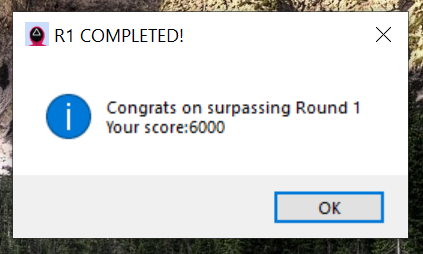 R1 COMPLETED!
Congrats on surpassing Round 1
Your score:6000
OK